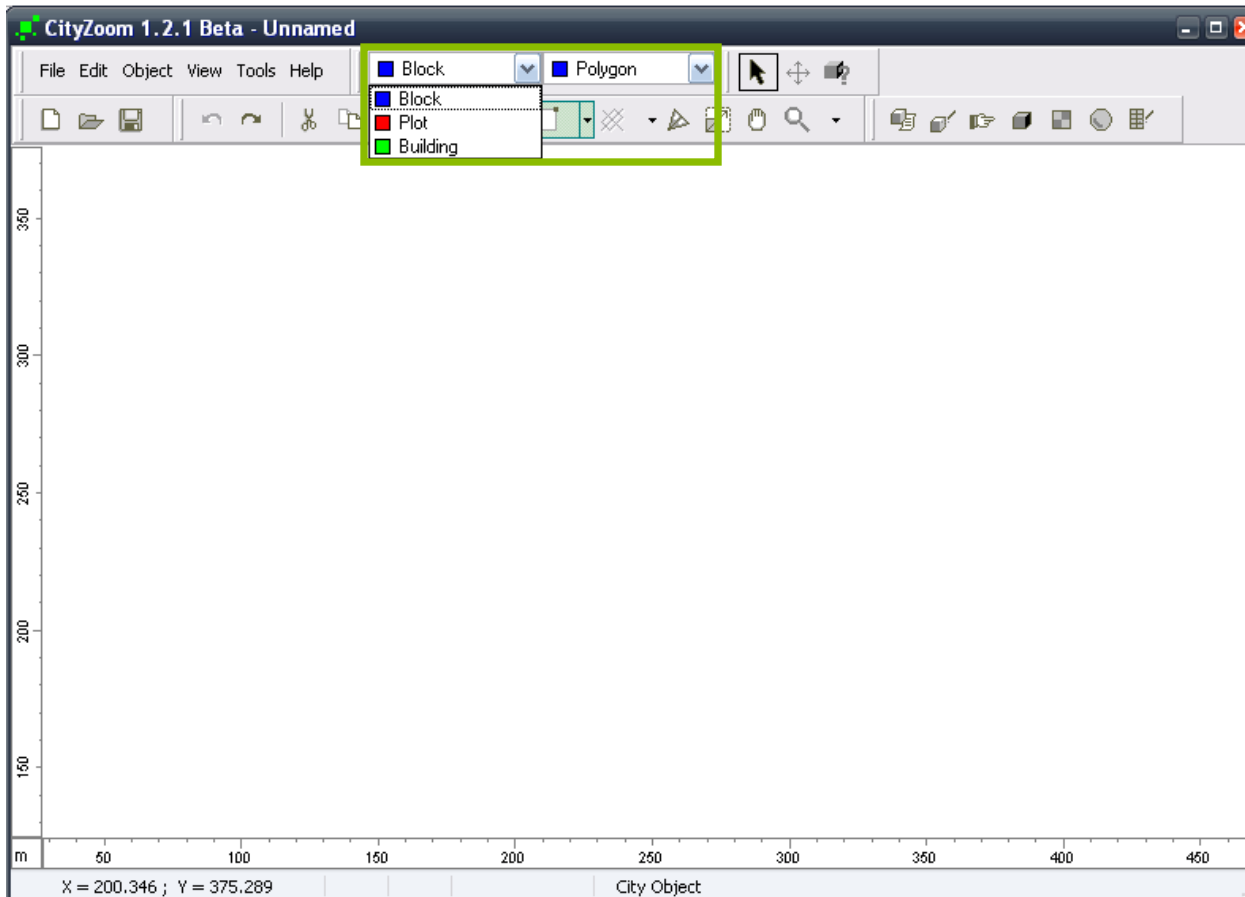 CityZoom 1.2.1 Beta - Unnamed
File Edit Object View Tools Help
Block
Polygon
Block
Plot
Building
350
300
250
200
150
m 50 100 150 200 250 300 350 400 450
X = 200.346 ; Y = 375.289
City Object